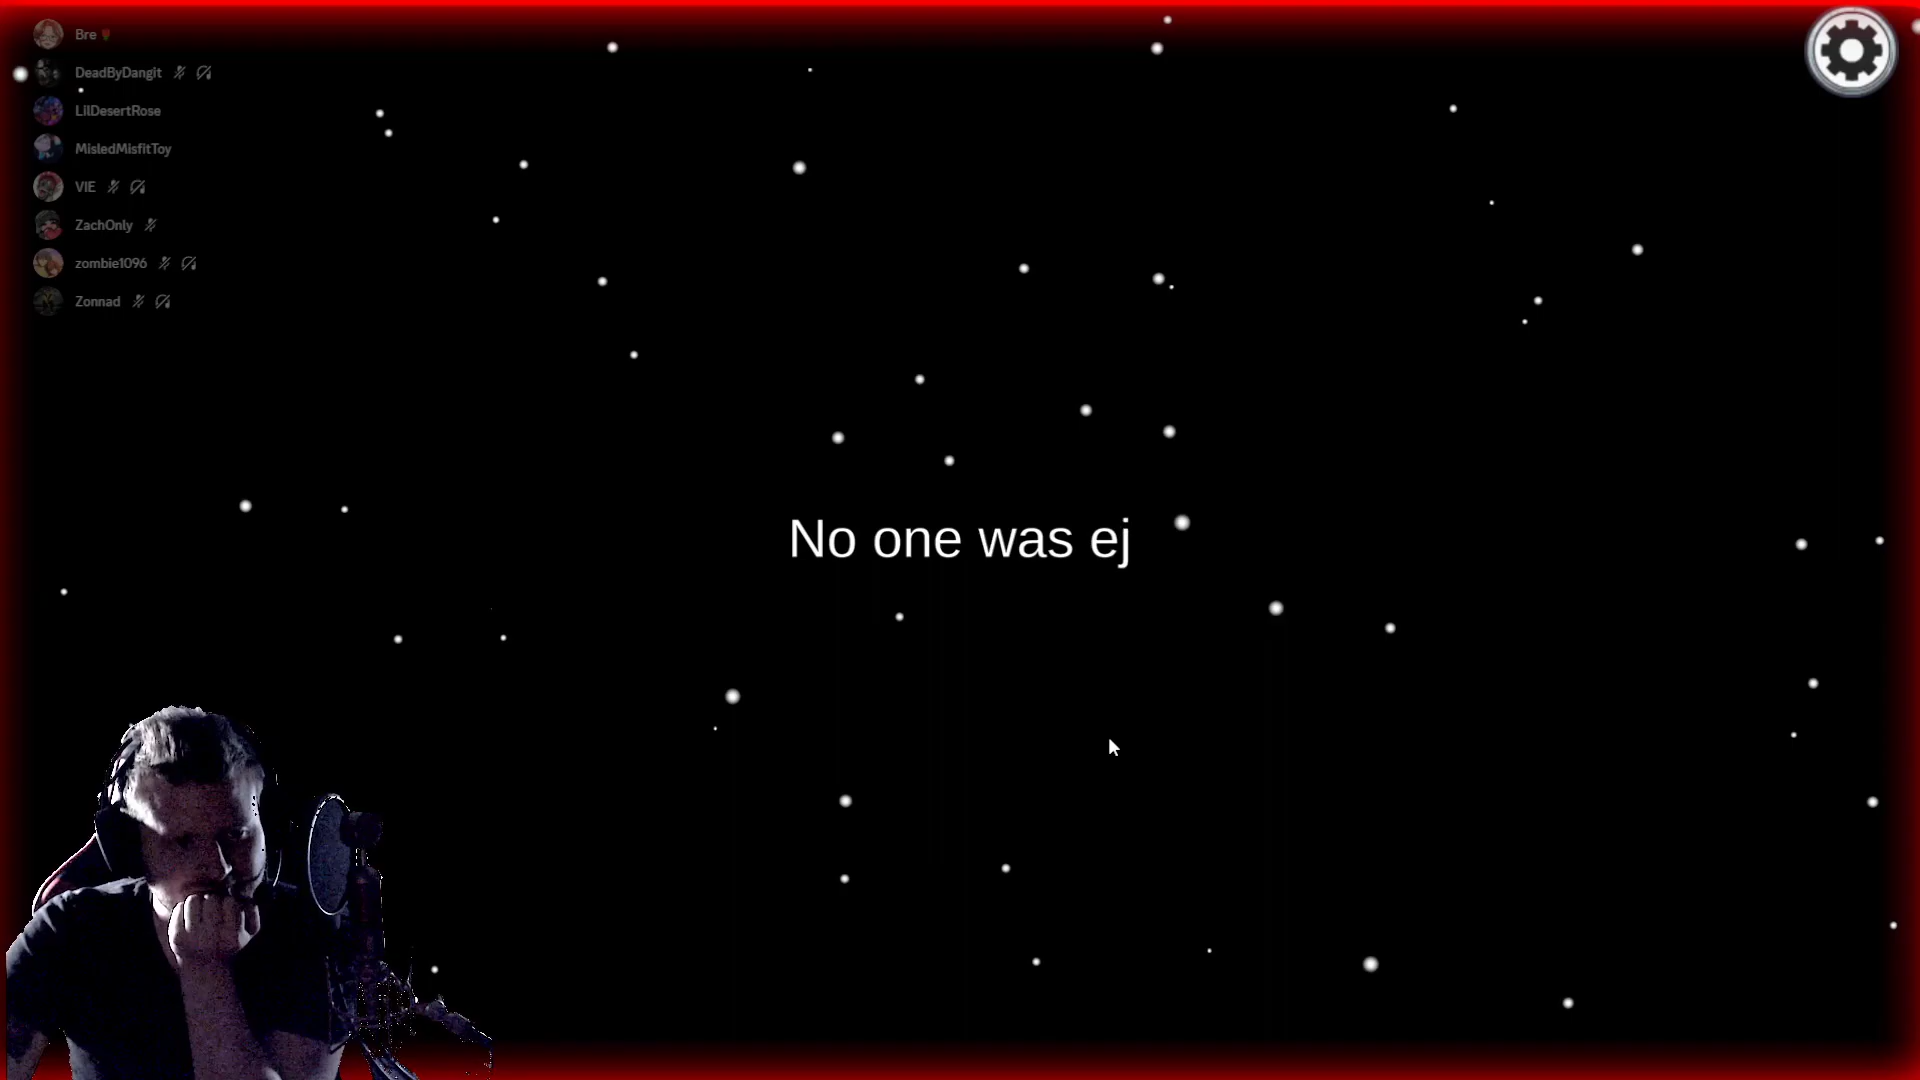 Bre
DeadByDangit
LilDesertRose
MisledMisfitToy
VIE
ZachOnly
zombie1096
Zonnad
No one was ej